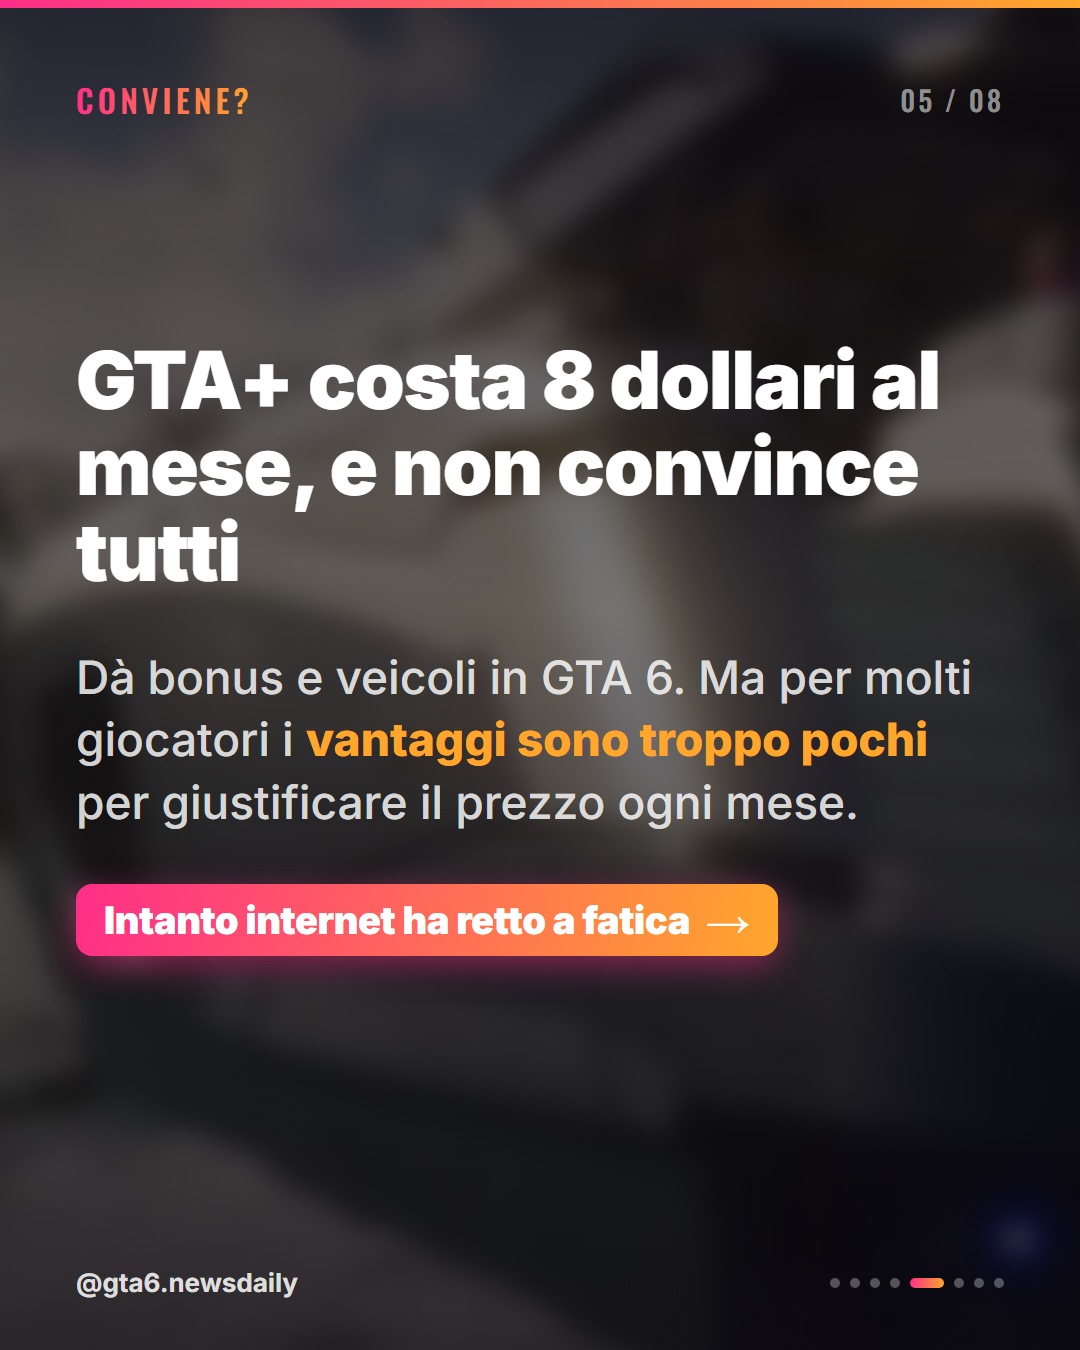 CONVIENE?
05 / 08
GTA+ costa 8 dollari al
mese, e non convince
tutti
Dà bonus e veicoli in GTA 6. Ma per molti
giocatori i vantaggi sono troppo pochi
per giustificare il prezzo ogni mese.
Intanto internet ha retto a fatica →
@gta6.newsdaily